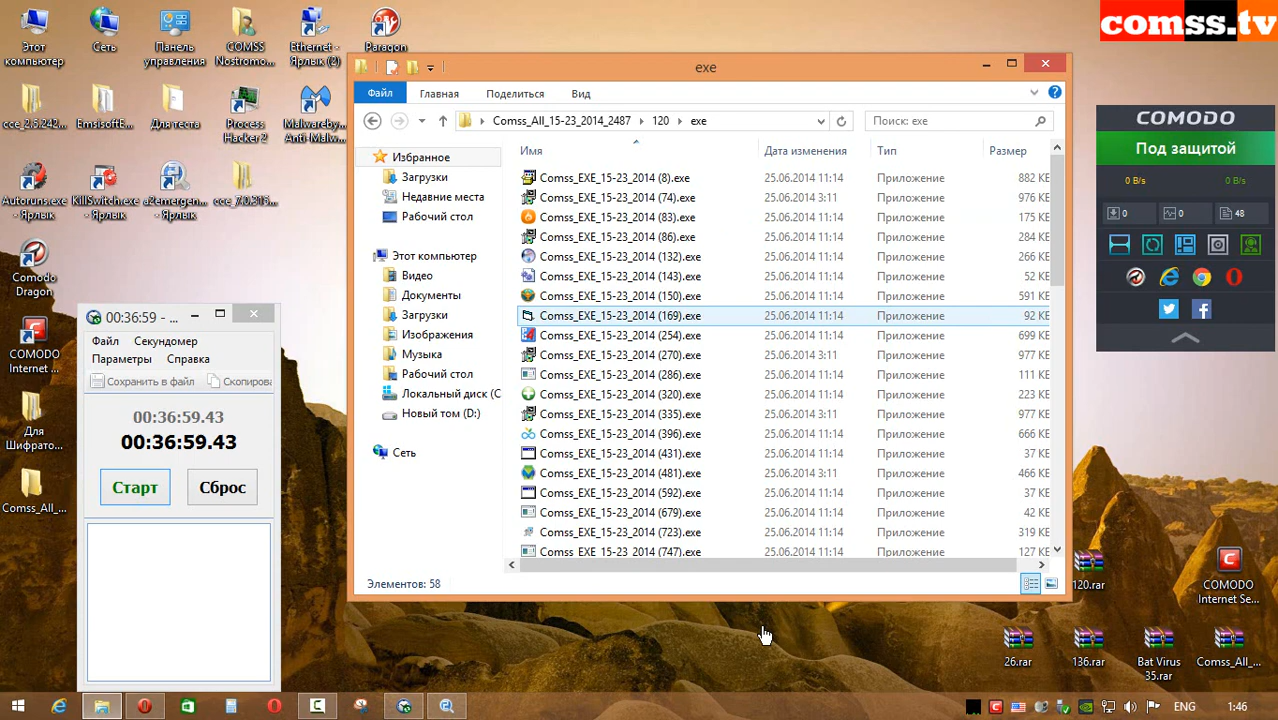 Этот компьютер
Сеть
Панель управления
COMSS Nostromo...
Ethernet - Ярлык (2)
Paragon
cce_2.5.242...
EmsisoftE...
Для теста
Process Hacker 2
Malwareby... Anti-Malw...
Autoruns.exe - Ярлык
KillSwitch.exe - Ярлык
a2emergen... - Ярлык
Comodo Dragon
COMODO Internet ...
Для Шифрато...
Comss_All_...
00:36:59 - ...
Файл Секундомер
Параметры Справка
Сохранить в файл Скопирова
00:36:59.43
00:36:59.43
Старт Сброс
exe
Файл Главная Поделиться Вид
Comss_All_15-23_2014_2487 120 exe
Поиск: exe
Избранное
Загрузки
Недавние места
Рабочий стол
Этот компьютер
Видео
Документы
Загрузки
Изображения
Музыка
Рабочий стол
Локальный диск (C
Новый том (D:)
Сеть
Имя Дата изменения Тип Размер
Comss_EXE_15-23_2014 (8).exe 25.06.2014 11:14 Приложение 882 КБ
Comss_EXE_15-23_2014 (74).exe 25.06.2014 3:11 Приложение 976 КБ
Comss_EXE_15-23_2014 (83).exe 25.06.2014 11:14 Приложение 175 КБ
Comss_EXE_15-23_2014 (86).exe 25.06.2014 11:14 Приложение 284 КБ
Comss_EXE_15-23_2014 (132).exe 25.06.2014 11:14 Приложение 266 КБ
Comss_EXE_15-23_2014 (143).exe 25.06.2014 11:14 Приложение 52 КБ
Comss_EXE_15-23_2014 (150).exe 25.06.2014 11:14 Приложение 591 КБ
Comss_EXE_15-23_2014 (169).exe 25.06.2014 11:14 Приложение 92 КБ
Comss_EXE_15-23_2014 (254).exe 25.06.2014 11:14 Приложение 699 КБ
Comss_EXE_15-23_2014 (270).exe 25.06.2014 3:11 Приложение 977 КБ
Comss_EXE_15-23_2014 (286).exe 25.06.2014 11:14 Приложение 111 КБ
Comss_EXE_15-23_2014 (320).exe 25.06.2014 11:14 Приложение 223 КБ
Comss_EXE_15-23_2014 (335).exe 25.06.2014 3:11 Приложение 977 КБ
Comss_EXE_15-23_2014 (396).exe 25.06.2014 11:14 Приложение 666 КБ
Comss_EXE_15-23_2014 (431).exe 25.06.2014 11:14 Приложение 37 КБ
Comss_EXE_15-23_2014 (481).exe 25.06.2014 3:11 Приложение 466 КБ
Comss_EXE_15-23_2014 (592).exe 25.06.2014 11:14 Приложение 37 КБ
Comss_EXE_15-23_2014 (679).exe 25.06.2014 11:14 Приложение 42 КБ
Comss_EXE_15-23_2014 (723).exe 25.06.2014 11:14 Приложение 319 КБ
Comss_EXE_15-23_2014 (747).exe 25.06.2014 11:14 Приложение 127 КБ
Элементов: 58
comss.tv
COMODO
Под защитой
0 B/s 0 B/s
0 0 48
120.rar
COMODO Internet Se...
26.rar
136.rar
Bat Virus 35.rar
Comss_All_...
ENG 1:46